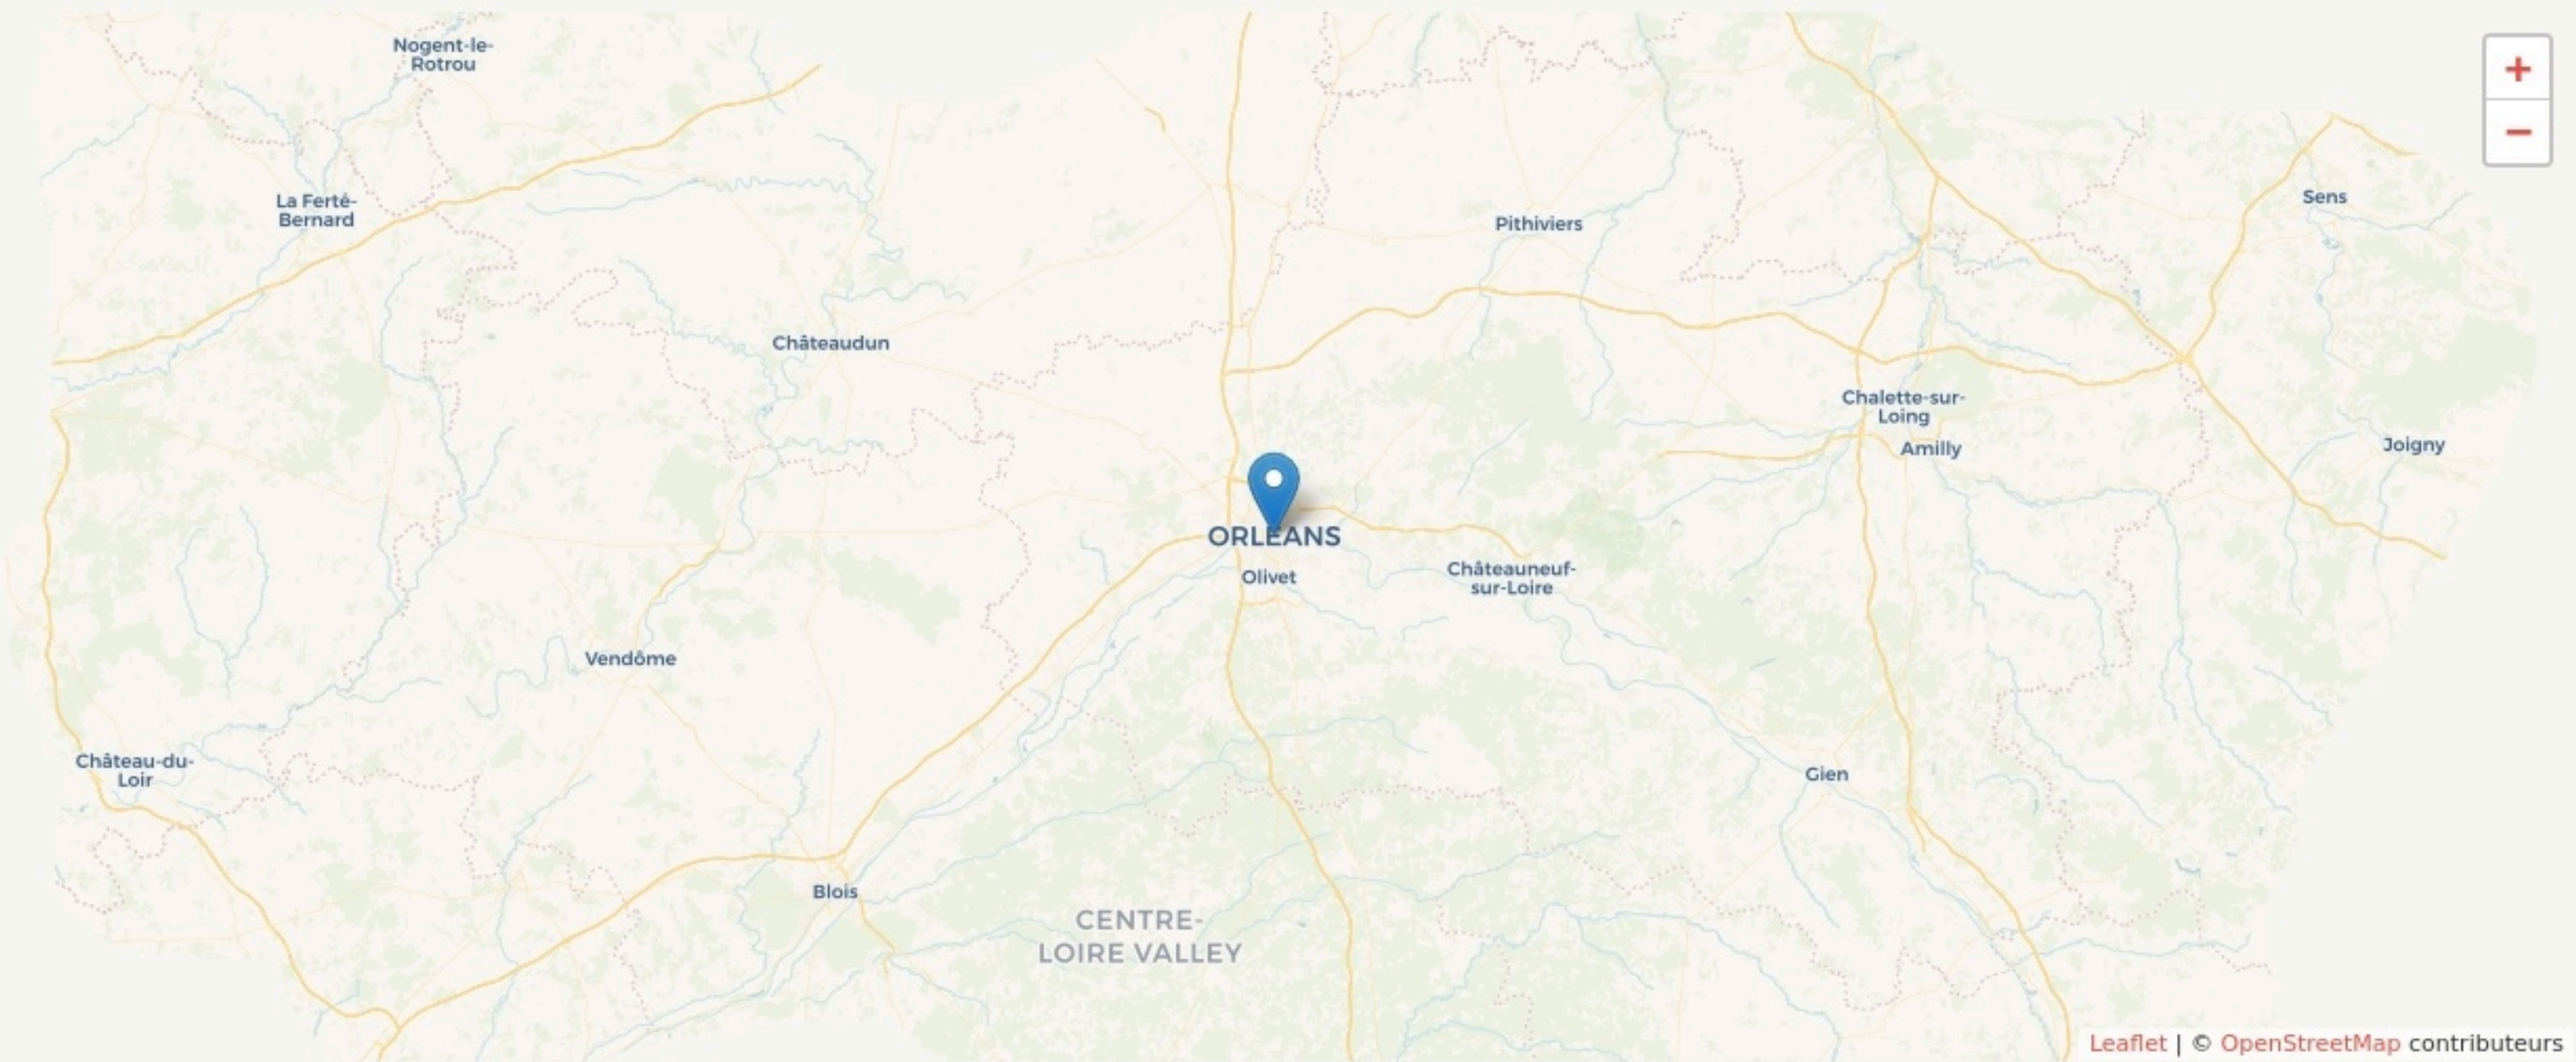 Nogent-le-
Rotrou
+
−
La Ferté-
Bernard
Sens
Pithiviers
Châteaudun
Chalette-sur-
Loing
Amilly
Joigny
ORLÉANS
Olivet
Châteauneuf-
sur-Loire
Vendôme
Château-du-
Loir
Gien
Blois
CENTRE-
LOIRE VALLEY
Leaflet | © OpenStreetMap contributeurs